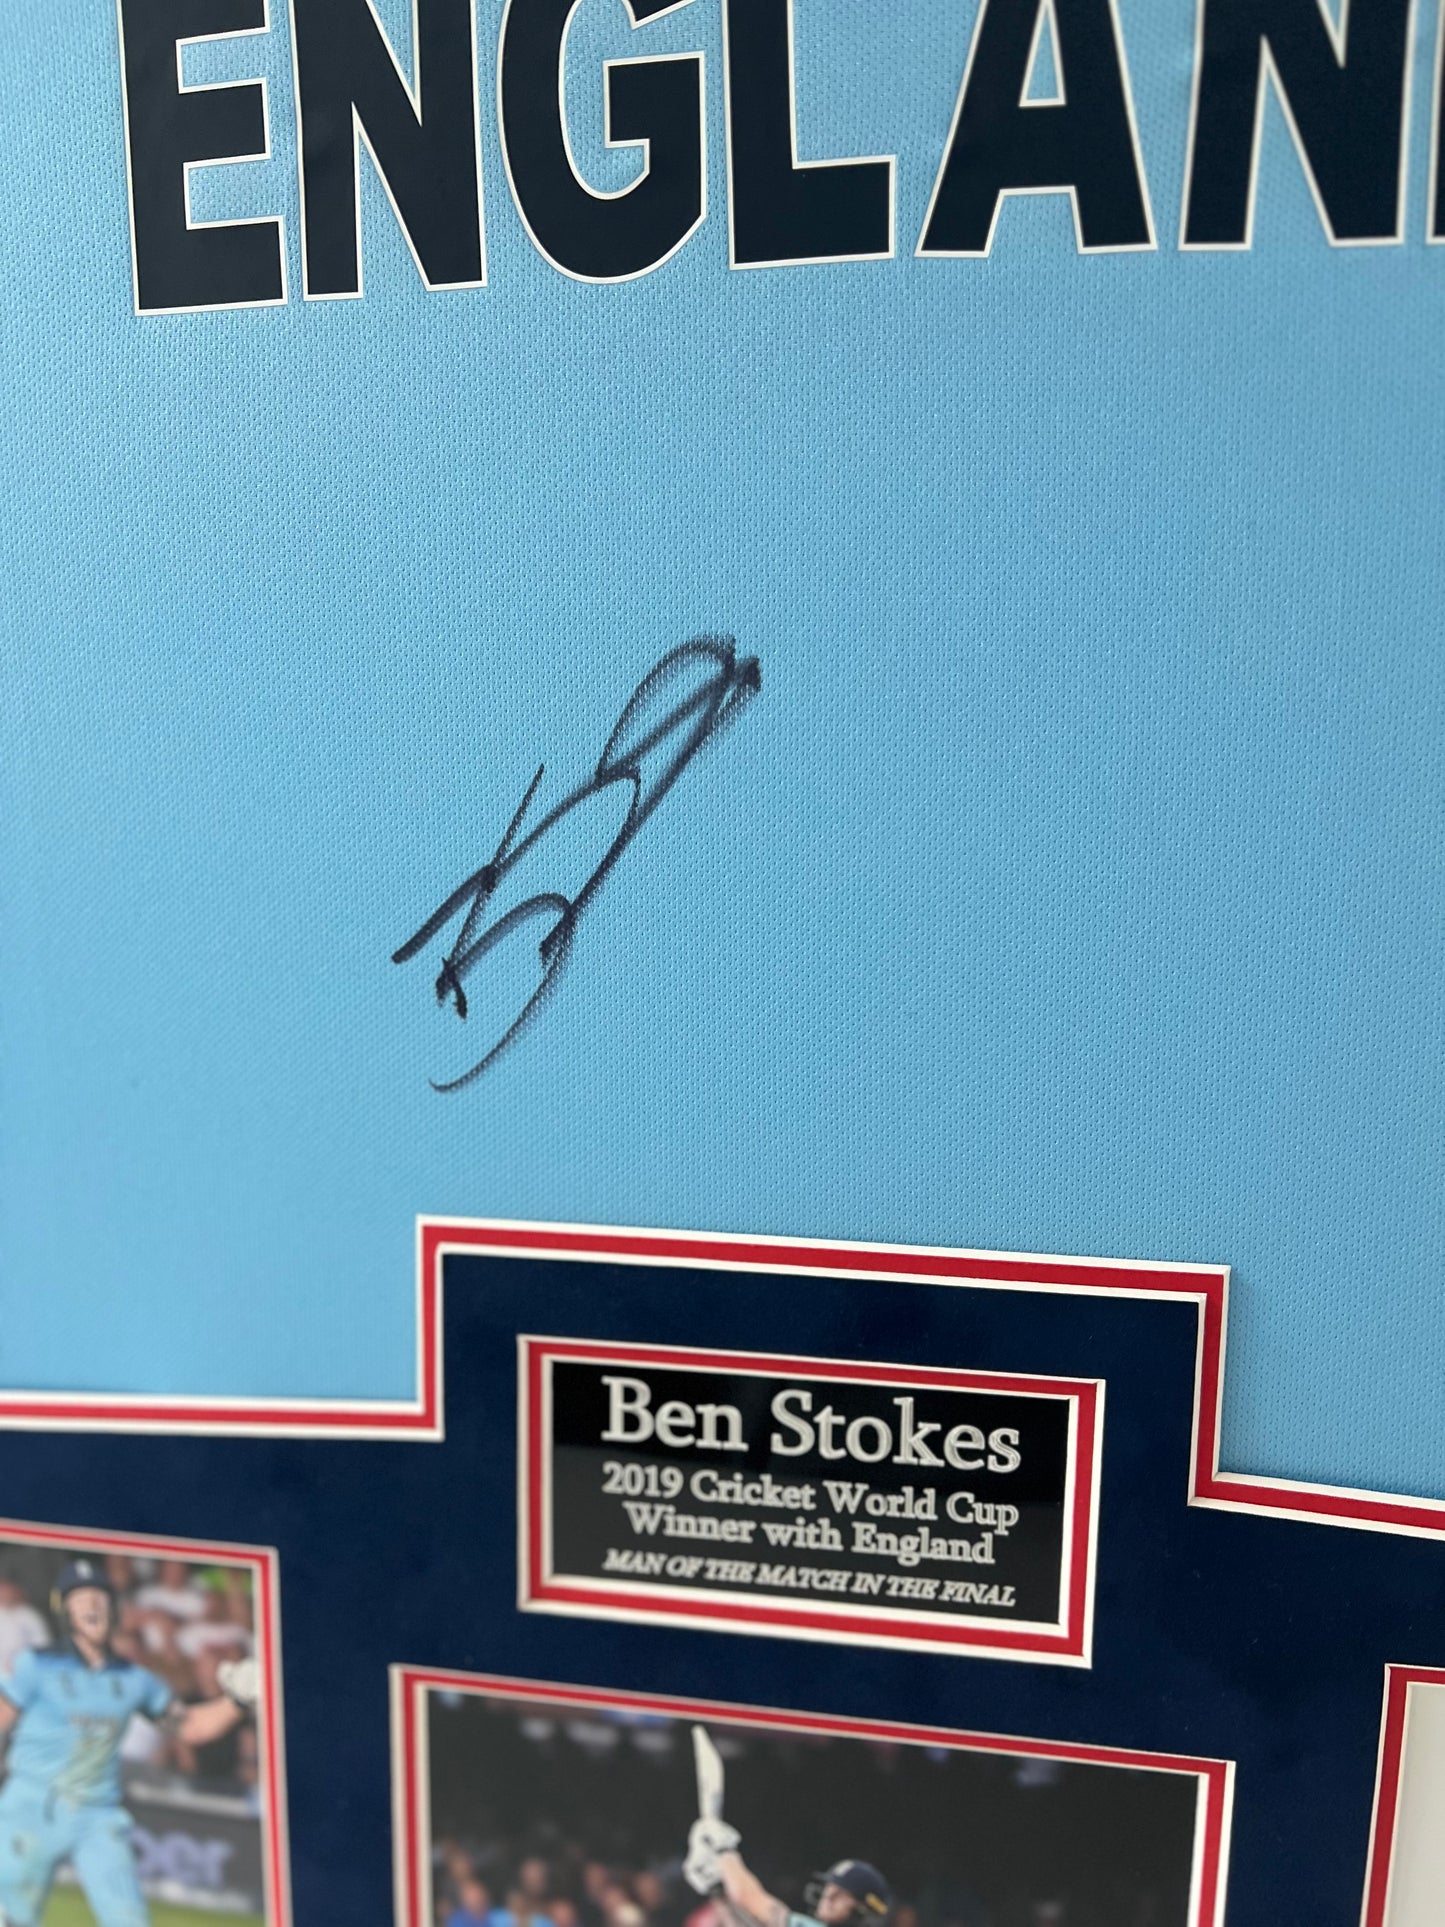 ENGLAN
Ben Stokes
2019 Cricket World Cup
Winner with England
MAN OF THE MATCH IN THE FINAL